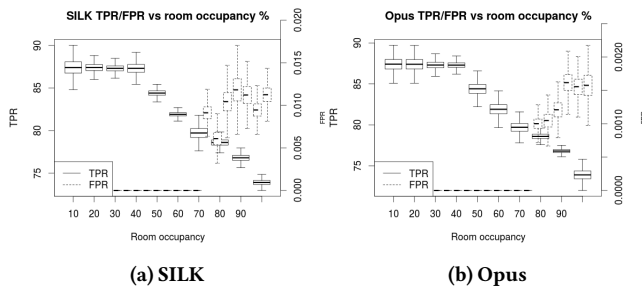 SILK TPR/FPR vs room occupancy %
TPR
90
85
80
75
TPR
FPR
10 20 30 40 50 60 70 80 90
Room occupancy
0.020
0.015
0.010
0.005
0.000
FPR
(a) SILK
Opus TPR/FPR vs room occupancy %
TPR
90
85
80
75
TPR
FPR
10 20 30 40 50 60 70 80 90
Room occupancy
0.0020
0.0010
0.0000
FPR
(b) Opus